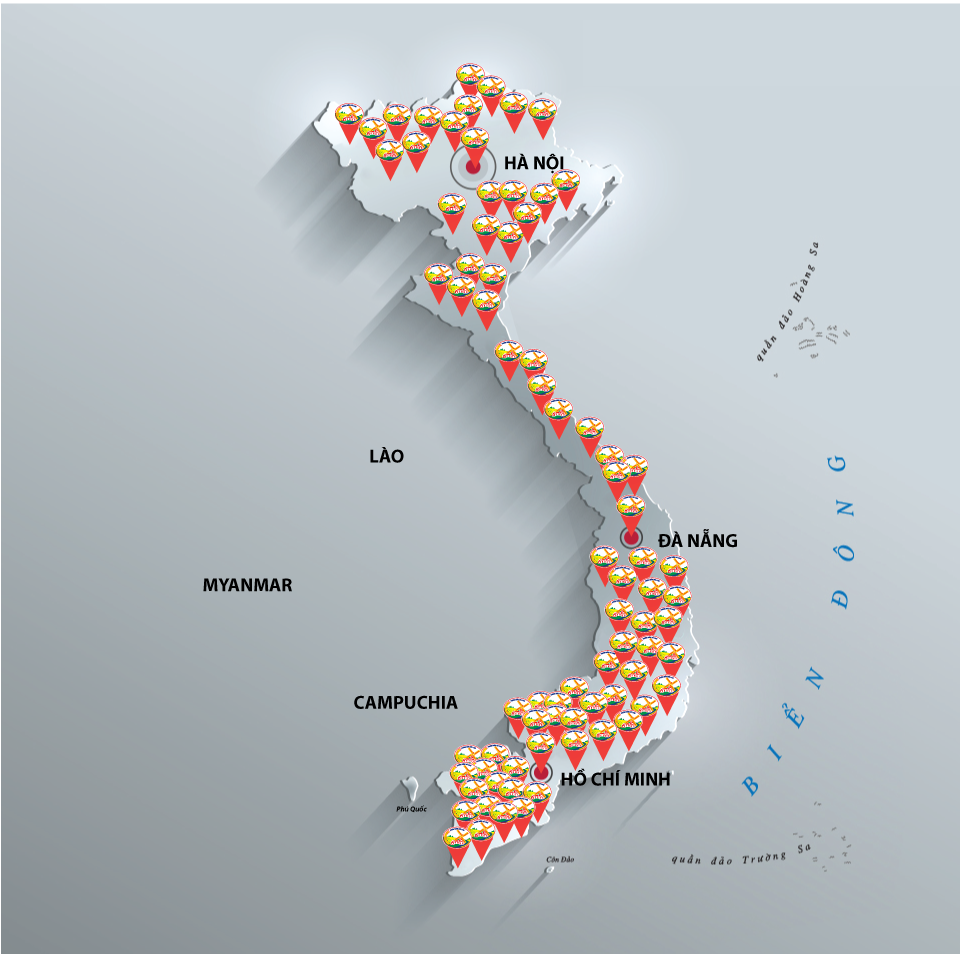 HÀ NỘI
quần đảo Hoàng Sa
LÀO
BIỂN ĐÔNG
ĐÀ NẴNG
MYANMAR
CAMPUCHIA
HỒ CHÍ MINH
Phú Quốc
Côn Đảo
quần đảo Trường Sa